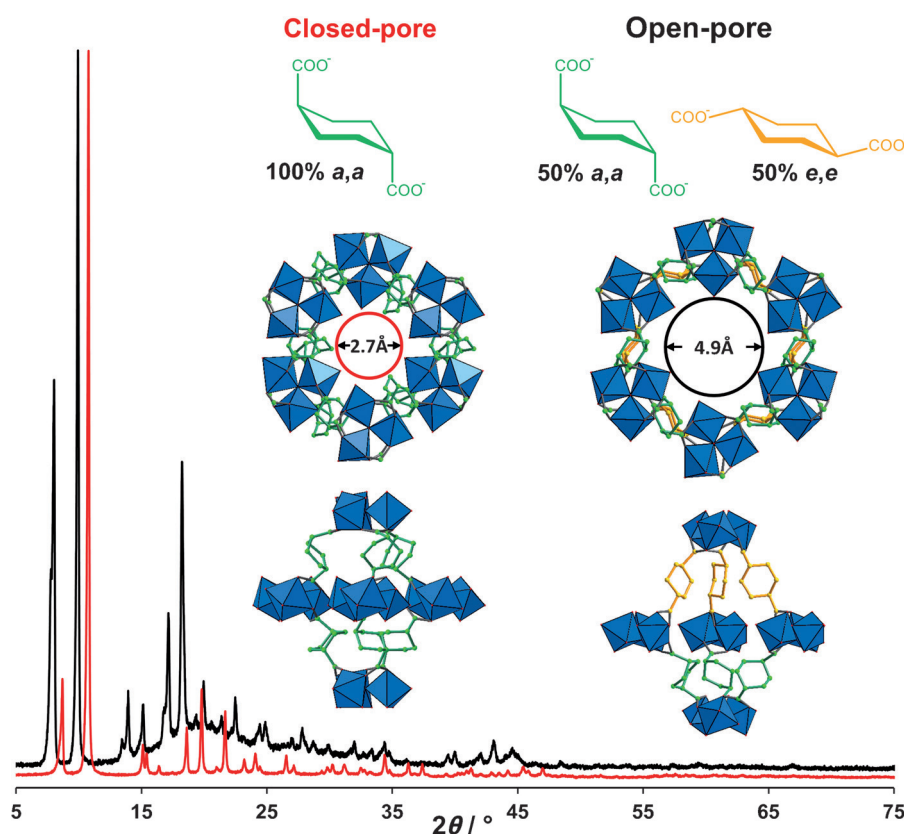 Closed-pore
Open-pore
COO-
COO-
100% a,a
COO-
COO-
50% a,a
COO-
COO
50% e,e
2.7Å
4.9Å
5 15 25 35 45 55 65 75
2θ / °